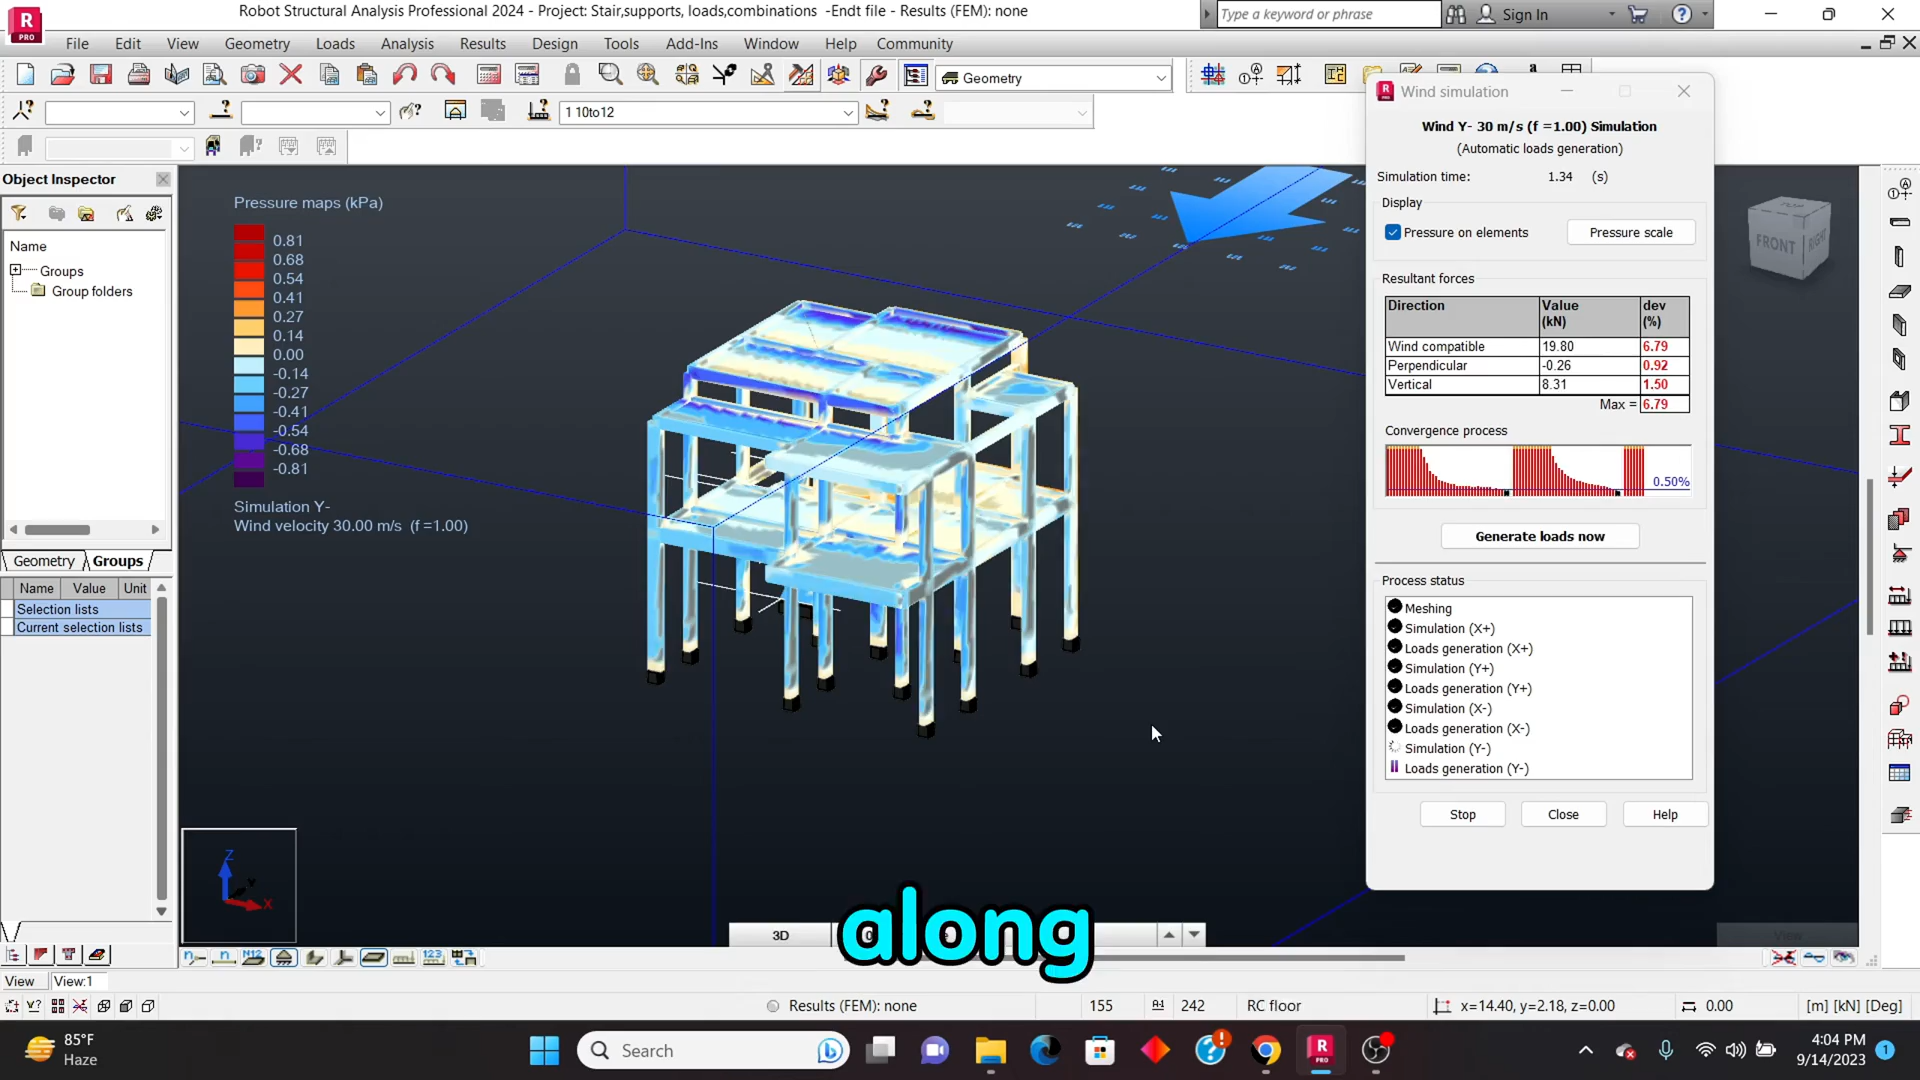 Robot Structural Analysis Professional 2024 - Project: Stair,supports, loads,combinations -Endt file - Results (FEM): none
Type a keyword or phrase
Sign In
PRO
File Edit View Geometry Loads Analysis Results Design Tools Add-Ins Window Help Community
Geometry
1 10to12
Object Inspector
Name
Groups
Group folders
Geometry Groups
Name Value Unit
Selection lists
Current selection lists
Pressure maps (kPa)
0.81
0.68
0.54
0.41
0.27
0.14
0.00
-0.14
-0.27
-0.41
-0.54
-0.68
-0.81
Simulation Y-
Wind velocity 30.00 m/s (f =1.00)
FRONT
RIGHT
TOP
Wind simulation
Wind Y- 30 m/s (f =1.00) Simulation
(Automatic loads generation)
Simulation time: 1.34 (s)
Display
Pressure on elements
Pressure scale
Resultant forces
Direction Value (kN) dev (%)
Wind compatible 19.80 6.79
Perpendicular -0.26 0.92
Vertical 8.31 1.50
Max = 6.79
Convergence process
0.50%
Generate loads now
Process status
Meshing
Simulation (X+)
Loads generation (X+)
Simulation (Y+)
Loads generation (Y+)
Simulation (X-)
Loads generation (X-)
Simulation (Y-)
Loads generation (Y-)
Stop Close Help
Z
Y
X
3D
along
View
View View:1
Results (FEM): none
155
242
RC floor
x=14.40, y=2.18, z=0.00
0.00
[m] [kN] [Deg]
85°F
Haze
Search
4:04 PM
9/14/2023
1